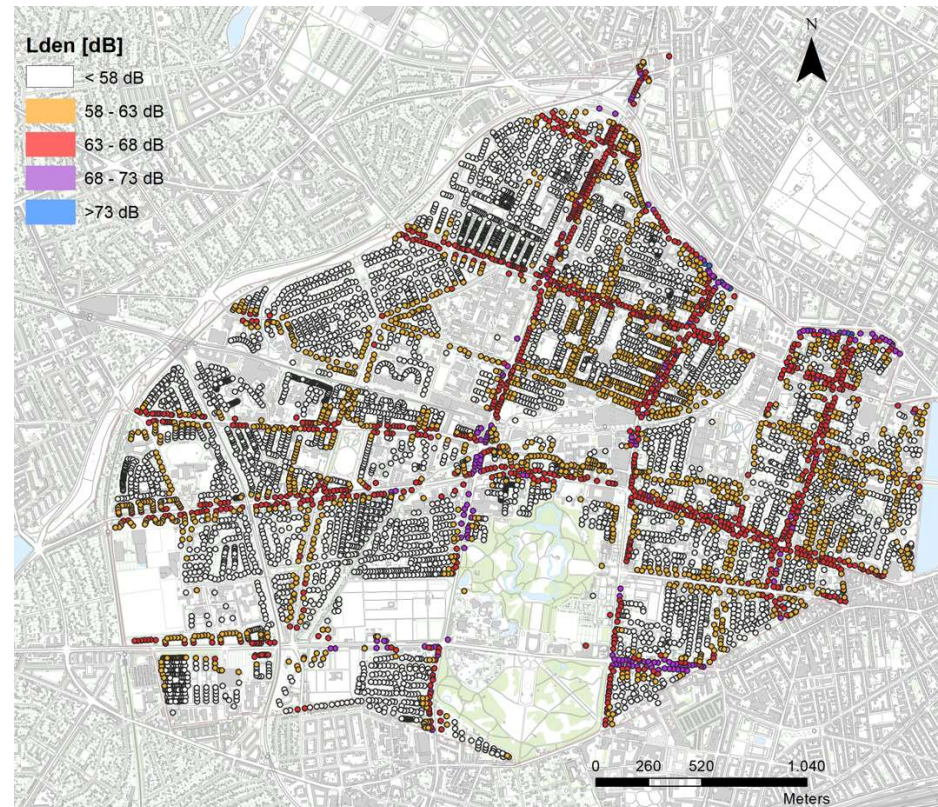 Lden [dB]
< 58 dB
58 - 63 dB
63 - 68 dB
68 - 73 dB
>73 dB
N
0 260 520 1.040
Meters